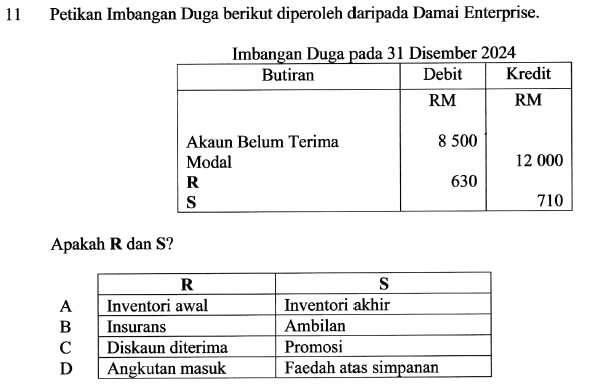 11 Petikan Imbangan Duga berikut diperoleh daripada Damai Enterprise.
Imbangan Duga pada 31 Disember 2024
Butiran Debit Kredit
RM RM
Akaun Belum Terima 8 500
Modal 12 000
R 630
S 710
Apakah R dan S?
R S
A Inventori awal Inventori akhir
B Insurans Ambilan
C Diskaun diterima Promosi
D Angkutan masuk Faedah atas simpanan